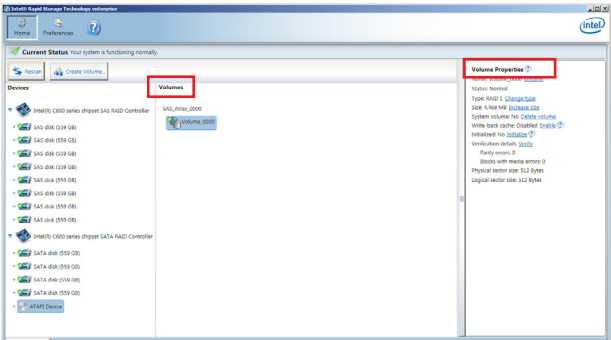 Intel® Rapid Storage Technology enterprise
Home
Preferences
?
intel
Current Status Your system is functioning normally.
Rescan
Create Volume...
Devices
Intel(R) C600 series chipset SAS RAID Controller
SAS disk (559 GB)
SAS disk (559 GB)
SAS disk (559 GB)
SAS disk (559 GB)
SAS disk (559 GB)
SAS disk (559 GB)
SAS disk (559 GB)
SAS disk (559 GB)
Intel(R) C600 series chipset SATA RAID Controller
SATA disk (559 GB)
SATA disk (559 GB)
SATA disk (559 GB)
SATA disk (559 GB)
ATAPI Device
Volumes
SAS_Array_0000
Volume_0000
Volume Properties ?
Name: Volume_0000 Rename
Status: Normal
Type: RAID 1 Change type
Size: 4,468 MB Increase size
System volume: No Delete volume
Write-back cache: Disabled Enable ?
Initialized: No Initialize ?
Verification details Verify
Parity errors: 0
Blocks with media errors: 0
Physical sector size: 512 Bytes
Logical sector size: 512 Bytes